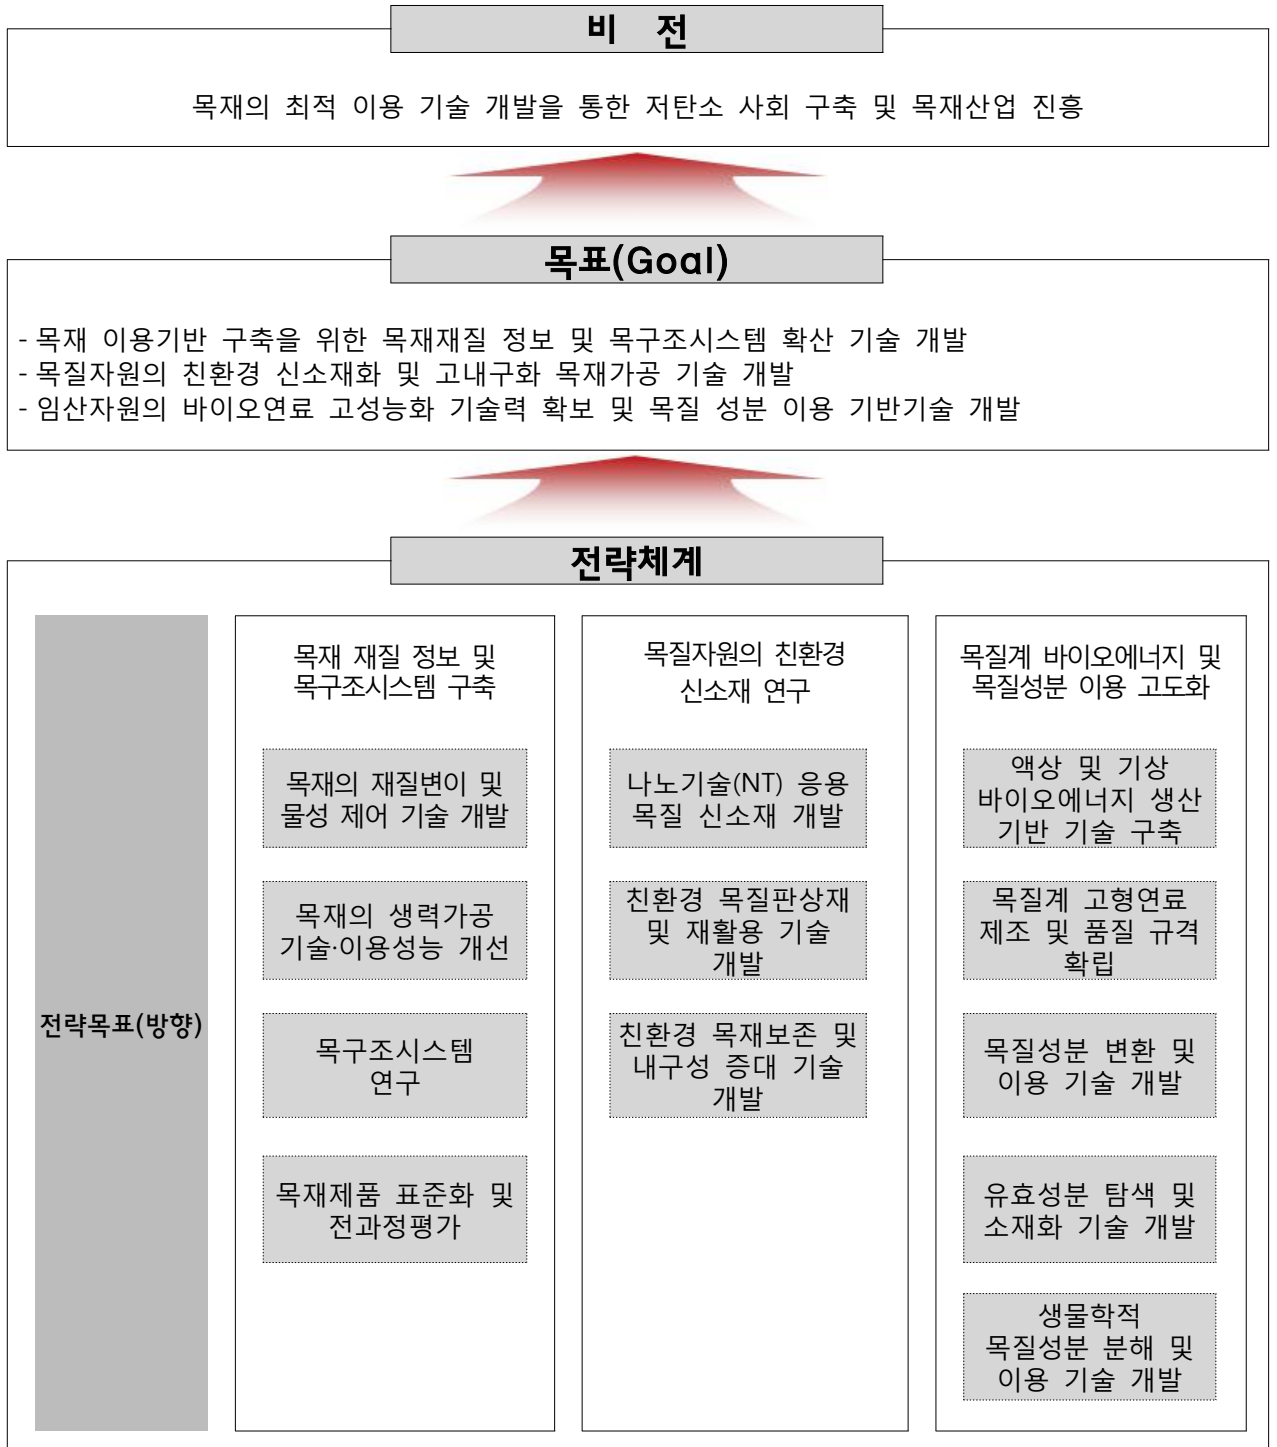 비 전
목재의 최적 이용 기술 개발을 통한 저탄소 사회 구축 및 목재산업 진흥
목표(Goal)
- 목재 이용기반 구축을 위한 목재재질 정보 및 목구조시스템 확산 기술 개발
- 목질자원의 친환경 신소재화 및 고내구화 목재가공 기술 개발
- 임산자원의 바이오연료 고성능화 기술력 확보 및 목질 성분 이용 기반기술 개발
전략체계
전략목표(방향)
목재 재질 정보 및
목구조시스템 구축
목재의 재질변이 및
물성 제어 기술 개발
목재의 생력가공
기술·이용성능 개선
목구조시스템
연구
목재제품 표준화 및
전과정평가
목질자원의 친환경
신소재 연구
나노기술(NT) 응용
목질 신소재 개발
친환경 목질판상재
및 재활용 기술
개발
친환경 목재보존 및
내구성 증대 기술
개발
목질계 바이오에너지 및
목질성분 이용 고도화
액상 및 기상
바이오에너지 생산
기반 기술 구축
목질계 고형연료
제조 및 품질 규격
확립
목질성분 변환 및
이용 기술 개발
유효성분 탐색 및
소재화 기술 개발
생물학적
목질성분 분해 및
이용 기술 개발